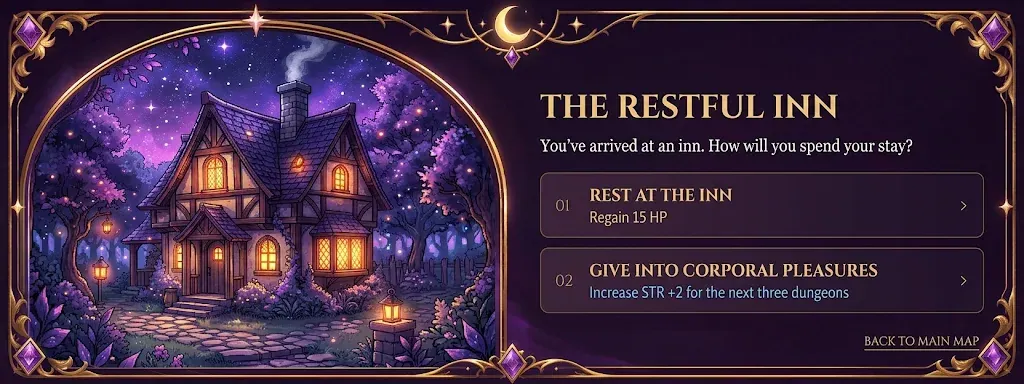 THE RESTFUL INN
You've arrived at an inn. How will you spend your stay?
01
REST AT THE INN
Regain 15 HP
02
GIVE INTO CORPORAL PLEASURES
Increase STR +2 for the next three dungeons
BACK TO MAIN MAP